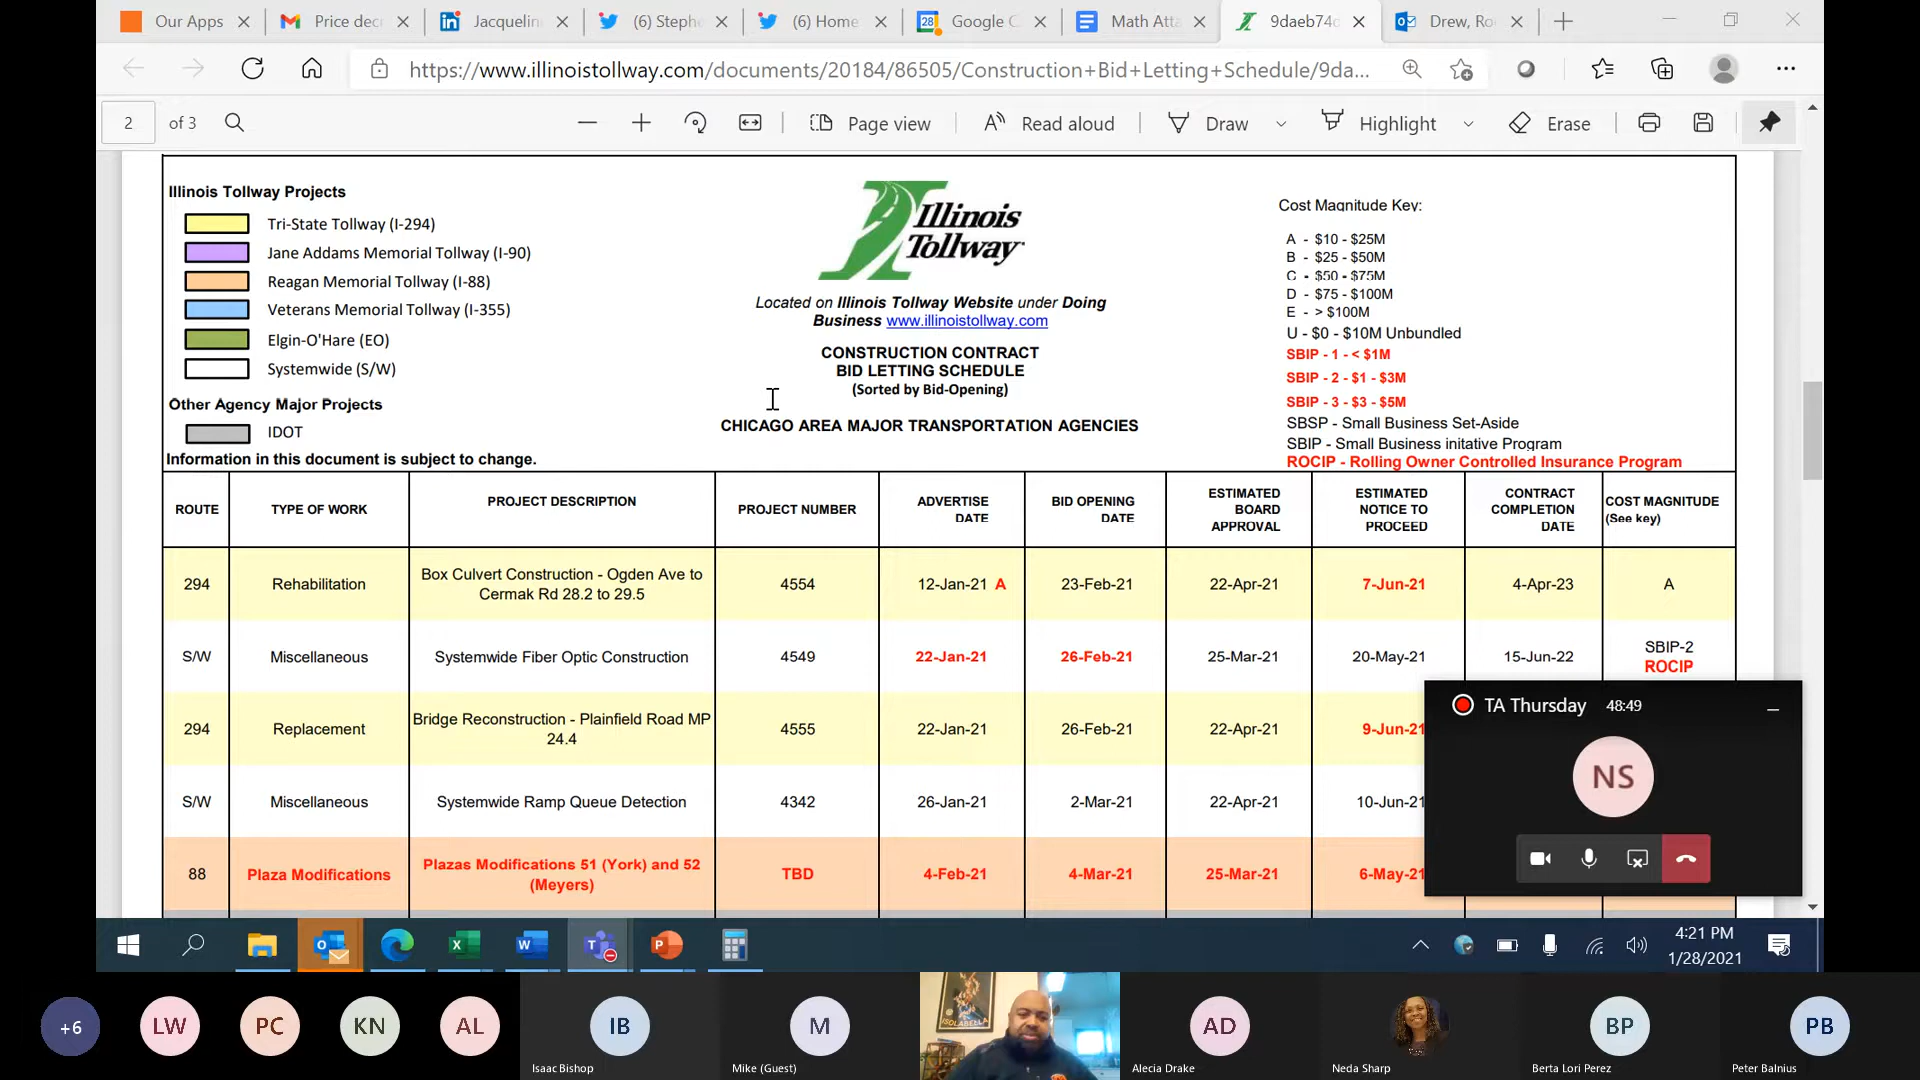 Our Apps
Price dec
Jacquelin
(6) Steph
(6) Home
28
Google C
Math Atta
9daeb74d
Drew, Ro
https://www.illinoistollway.com/documents/20184/86505/Construction+Bid+Letting+Schedule/9da...
2 of 3
Page view
Read aloud
Draw
Highlight
Erase
Illinois Tollway Projects
Tri-State Tollway (I-294)
Jane Addams Memorial Tollway (I-90)
Reagan Memorial Tollway (I-88)
Veterans Memorial Tollway (I-355)
Elgin-O'Hare (EO)
Systemwide (S/W)
Other Agency Major Projects
IDOT
Information in this document is subject to change.
Illinois
Tollway
Located on Illinois Tollway Website under Doing
Business www.illinoistollway.com
CONSTRUCTION CONTRACT
BID LETTING SCHEDULE
(Sorted by Bid-Opening)
CHICAGO AREA MAJOR TRANSPORTATION AGENCIES
Cost Magnitude Key:
A - $10 - $25M
B - $25 - $50M
C - $50 - $75M
D - $75 - $100M
E - > $100M
U - $0 - $10M Unbundled
SBIP - 1 - < $1M
SBIP - 2 - $1 - $3M
SBIP - 3 - $3 - $5M
SBSP - Small Business Set-Aside
SBIP - Small Business initative Program
ROCIP - Rolling Owner Controlled Insurance Program
ROUTE
TYPE OF WORK
PROJECT DESCRIPTION
PROJECT NUMBER
ADVERTISE
DATE
BID OPENING
DATE
ESTIMATED
BOARD
APPROVAL
ESTIMATED
NOTICE TO
PROCEED
CONTRACT
COMPLETION
DATE
COST MAGNITUDE
(See key)
294
Rehabilitation
Box Culvert Construction - Ogden Ave to
Cermak Rd 28.2 to 29.5
4554
12-Jan-21 A
23-Feb-21
22-Apr-21
7-Jun-21
4-Apr-23
A
S/W
Miscellaneous
Systemwide Fiber Optic Construction
4549
22-Jan-21
26-Feb-21
25-Mar-21
20-May-21
15-Jun-22
SBIP-2
ROCIP
294
Replacement
Bridge Reconstruction - Plainfield Road MP
24.4
4555
22-Jan-21
26-Feb-21
22-Apr-21
9-Jun-21
S/W
Miscellaneous
Systemwide Ramp Queue Detection
4342
26-Jan-21
2-Mar-21
22-Apr-21
10-Jun-21
88
Plaza Modifications
Plazas Modifications 51 (York) and 52
(Meyers)
TBD
4-Feb-21
4-Mar-21
25-Mar-21
6-May-21
TA Thursday 48:49
NS
4:21 PM
1/28/2021
+6
LW
PC
KN
AL
IB
Isaac Bishop
M
Mike (Guest)
ISOLABELLA
AD
Alecia Drake
Neda Sharp
BP
Berta Lori Perez
PB
Peter Balnius